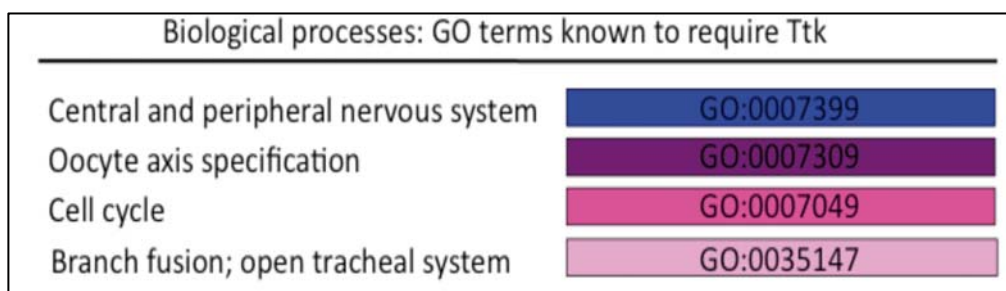 Biological processes: GO terms known to require Ttk
Central and peripheral nervous system GO:0007399
Oocyte axis specification GO:0007309
Cell cycle GO:0007049
Branch fusion; open tracheal system GO:0035147